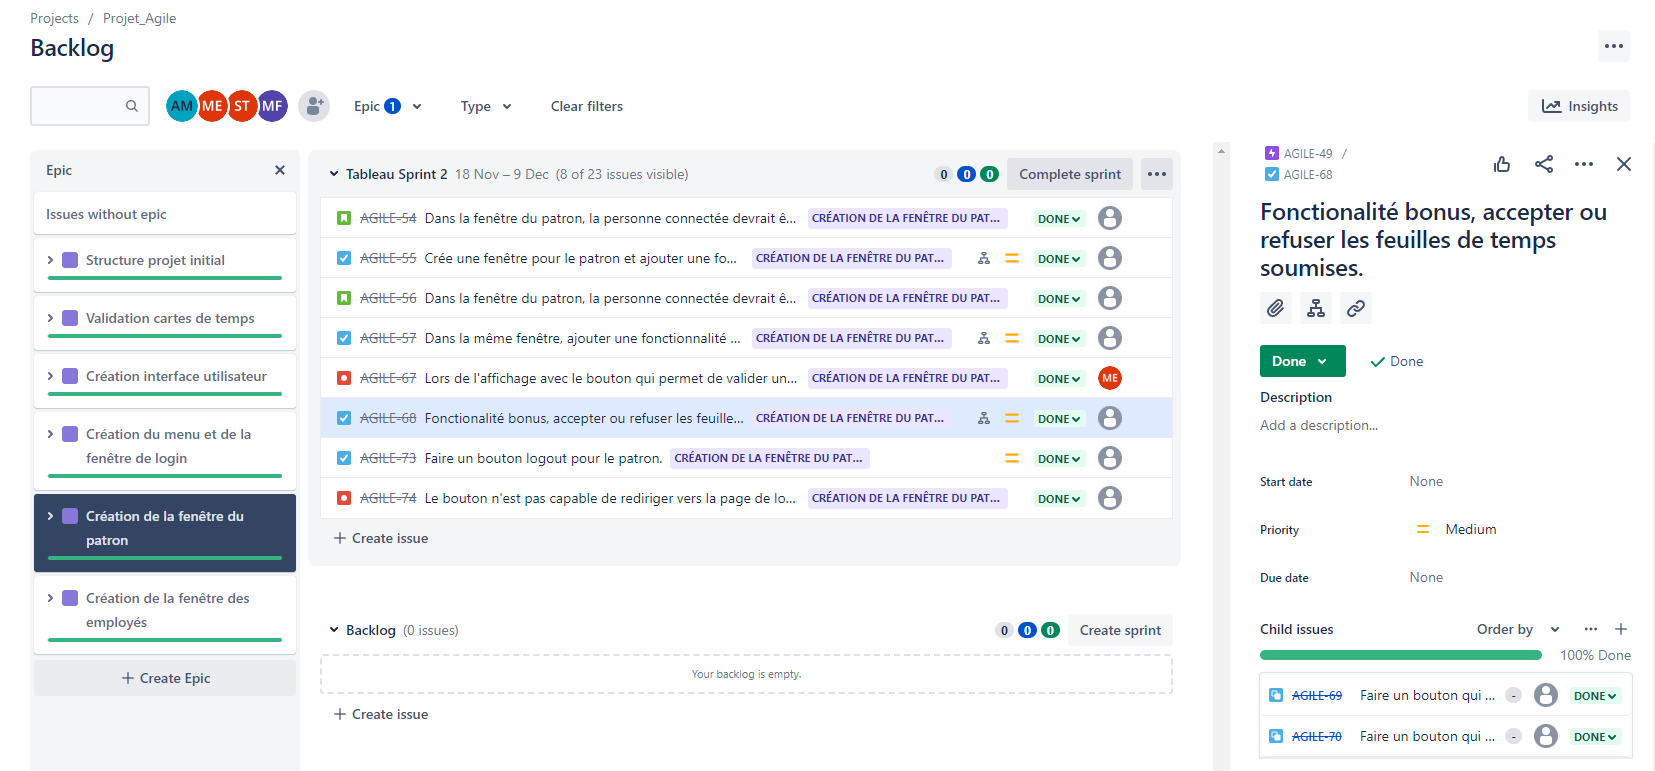 Projects / Projet_Agile
Backlog
AM ME ST MF Epic 1 Type Clear filters
Insights
Epic
Issues without epic
Structure projet initial
Validation cartes de temps
Création interface utilisateur
Création du menu et de la
fenêtre de login
Création de la fenêtre du
patron
Création de la fenêtre des
employés
+ Create Epic
Tableau Sprint 2 18 Nov – 9 Dec (8 of 23 issues visible) 0 0 0 Complete sprint
AGILE-54 Dans la fenêtre du patron, la personne connectée devrait ê... CRÉATION DE LA FENÊTRE DU PAT... DONE
AGILE-55 Crée une fenêtre pour le patron et ajouter une fo... CRÉATION DE LA FENÊTRE DU PAT... DONE
AGILE-56 Dans la fenêtre du patron, la personne connectée devrait ê... CRÉATION DE LA FENÊTRE DU PAT... DONE
AGILE-57 Dans la même fenêtre, ajouter une fonctionnalité ... CRÉATION DE LA FENÊTRE DU PAT... DONE
AGILE-67 Lors de l'affichage avec le bouton qui permet de valider un... CRÉATION DE LA FENÊTRE DU PAT... DONE ME
AGILE-68 Fonctionalité bonus, accepter ou refuser les feuille... CRÉATION DE LA FENÊTRE DU PAT... DONE
AGILE-73 Faire un bouton logout pour le patron. CRÉATION DE LA FENÊTRE DU PAT... DONE
AGILE-74 Le bouton n'est pas capable de rediriger vers la page de lo... CRÉATION DE LA FENÊTRE DU PAT... DONE
+ Create issue
Backlog (0 issues) 0 0 0 Create sprint
Your backlog is empty.
+ Create issue
AGILE-49 /
AGILE-68
Fonctionalité bonus, accepter ou
refuser les feuilles de temps
soumises.
Done Done
Description
Add a description...
Start date None
Priority Medium
Due date None
Child issues Order by
100% Done
AGILE-69 Faire un bouton qui ... - DONE
AGILE-70 Faire un bouton qui ... - DONE